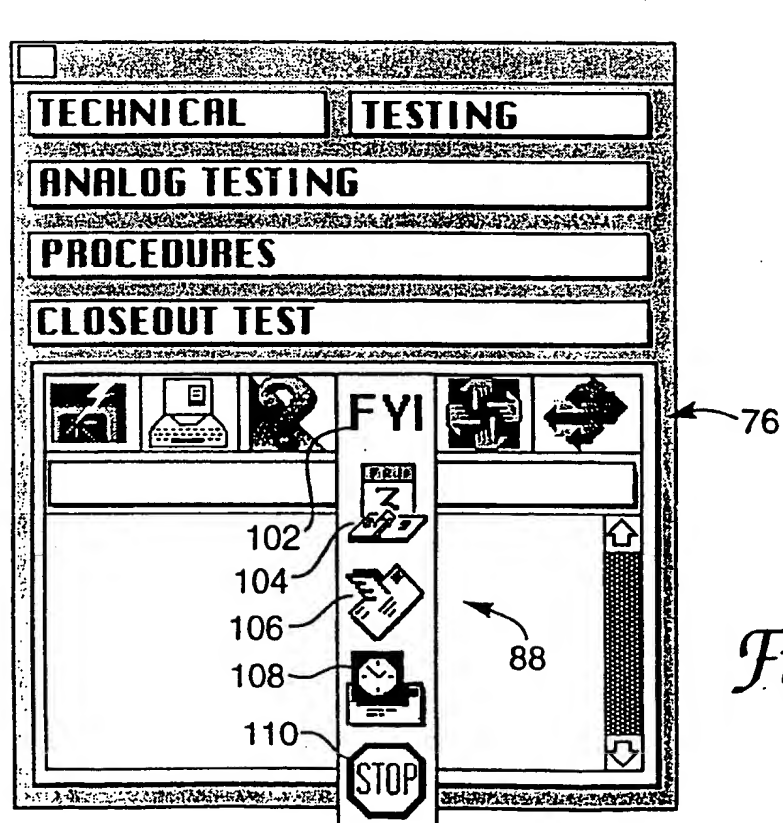 TECHNICAL TESTING
ANALOG TESTING
PROCEDURES
CLOSEOUT TEST
FYI
76
102
104
106
88
108
110
STOP